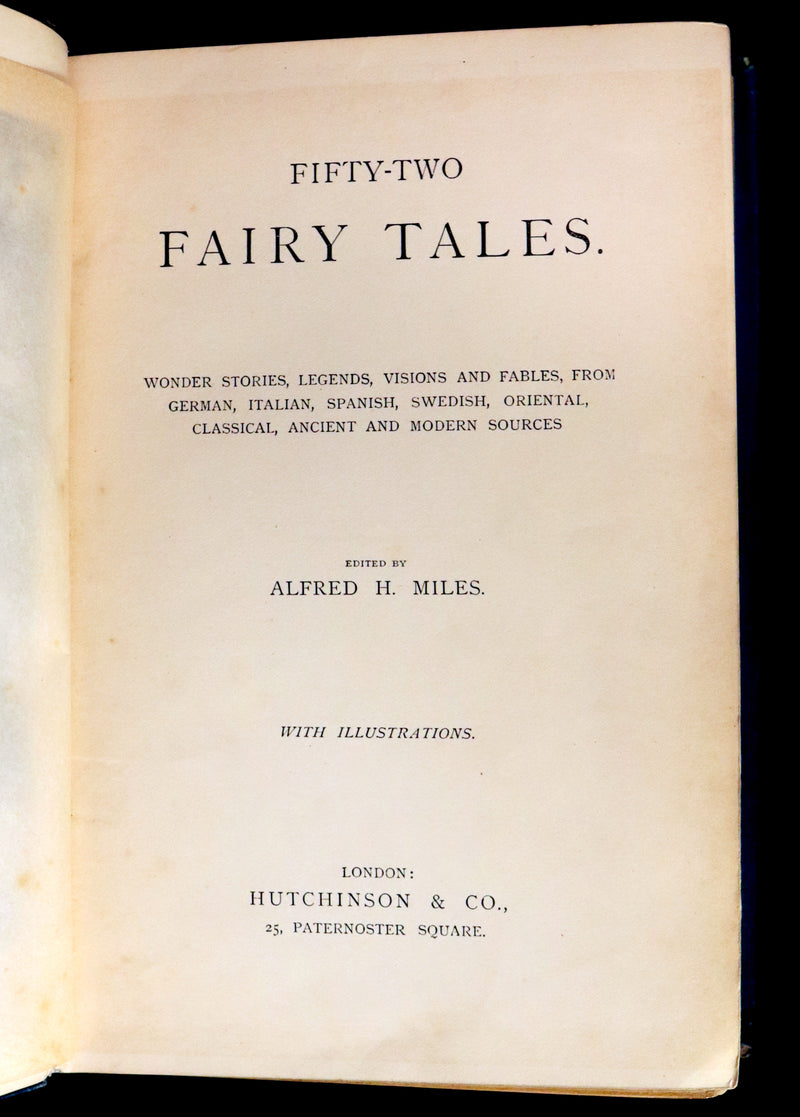 FIFTY-TWO
FAIRY TALES.
WONDER STORIES, LEGENDS, VISIONS AND FABLES, FROM
GERMAN, ITALIAN, SPANISH, SWEDISH, ORIENTAL,
CLASSICAL, ANCIENT AND MODERN SOURCES
EDITED BY
ALFRED H. MILES.
WITH ILLUSTRATIONS.
LONDON:
HUTCHINSON & CO.,
25, PATERNOSTER SQUARE.